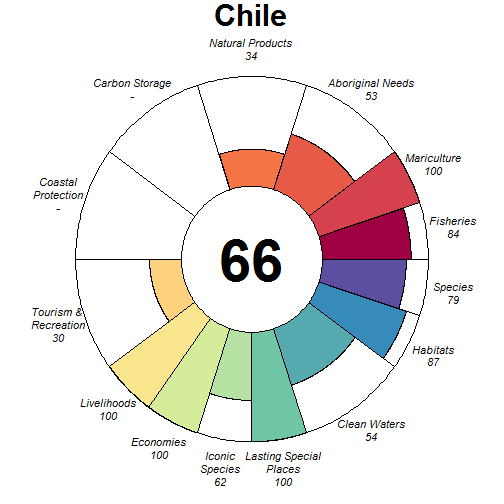 Chile
Natural Products
34
Aboriginal Needs
53
Mariculture
100
Fisheries
84
Species
79
Habitats
87
Clean Waters
54
Lasting Special
Places
100
Iconic
Species
62
Economies
100
Livelihoods
100
Tourism &
Recreation
30
Coastal
Protection
-
Carbon Storage
-
66